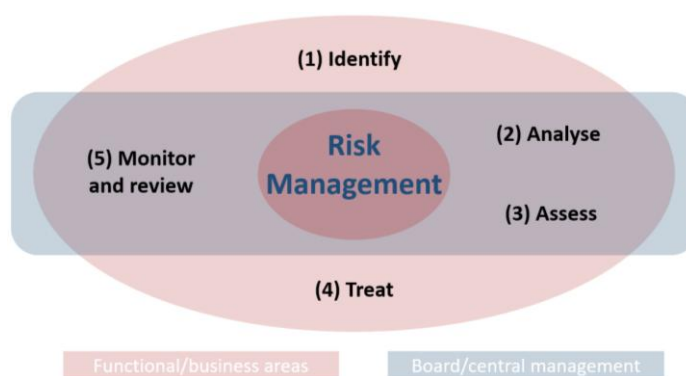 (1) Identify
(2) Analyse
Risk
Management
(5) Monitor
and review
(3) Assess
(4) Treat
Functional/business areas
Board/central management